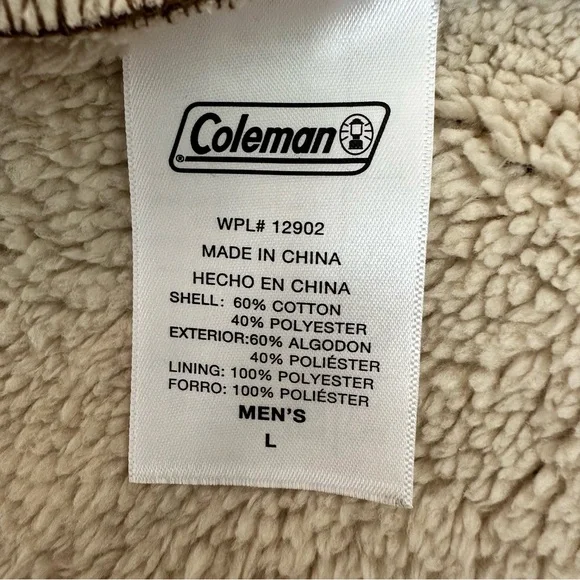 Coleman
WPL# 12902
MADE IN CHINA
HECHO EN CHINA
SHELL: 60% COTTON
40% POLYESTER
EXTERIOR:60% ALGODON
40% POLIÉSTER
LINING: 100% POLYESTER
FORRO: 100% POLIÉSTER
MEN'S
L